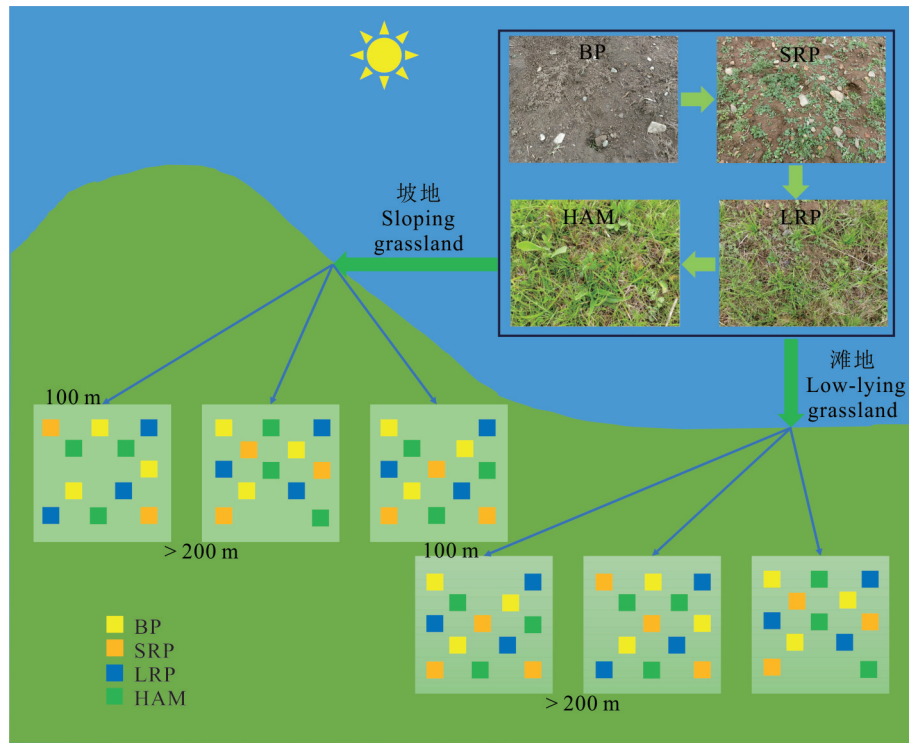 BP
SRP
HAM
LRP
坡地
Sloping
grassland
滩地
Low-lying
grassland
100 m
> 200 m
100 m
> 200 m
BP
SRP
LRP
HAM